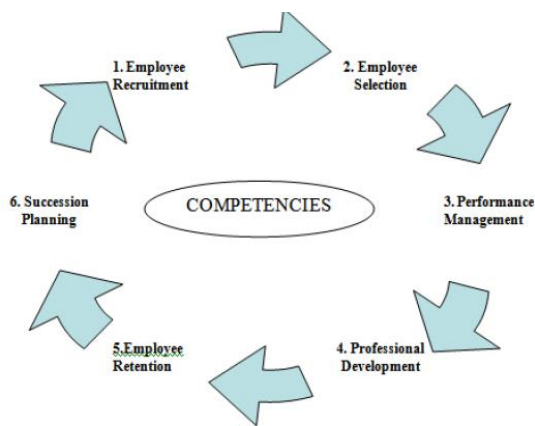 1. Employee
Recruitment
2. Employee
Selection
3. Performance
Management
4. Professional
Development
5.Employee
Retention
6. Succession
Planning
COMPETENCIES